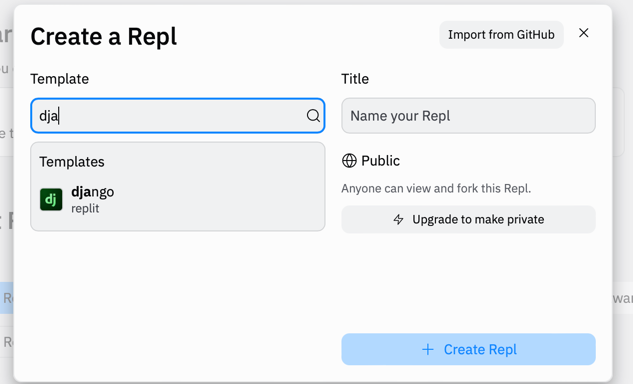 Create a Repl
Import from GitHub
Template
Title
dja
Name your Repl
Templates
dj
django
replit
Public
Anyone can view and fork this Repl.
Upgrade to make private
Create Repl